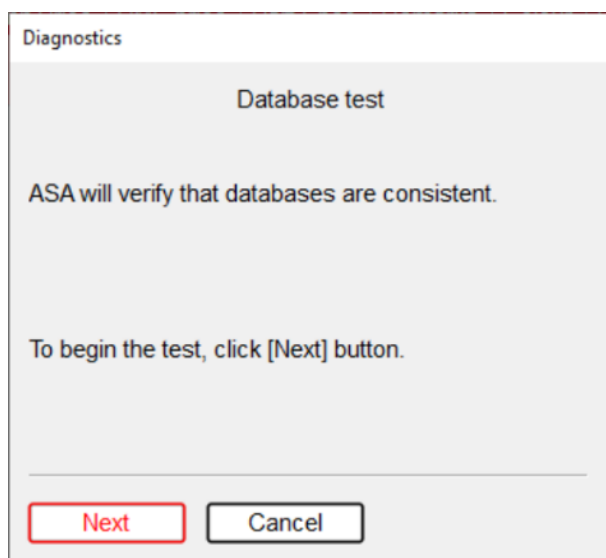 Diagnostics
Database test
ASA will verify that databases are consistent.
To begin the test, click [Next] button.
Next
Cancel